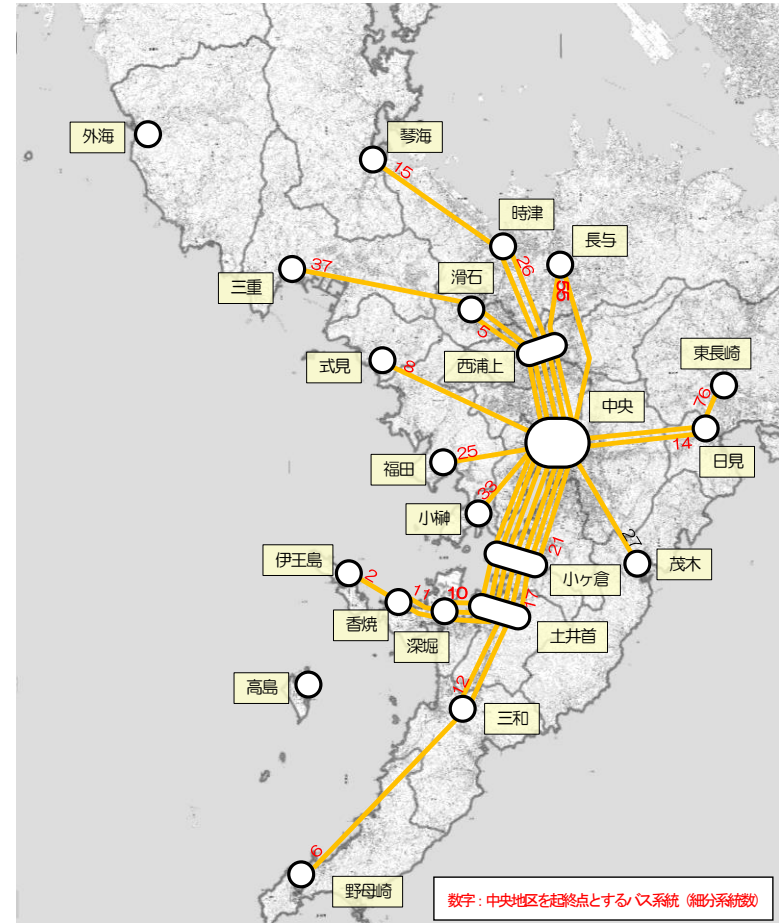 外海
琴海
15
時津
26
長与
55
三重
37
滑石
5
西浦上
式見
8
東長崎
76
中央
14
日見
福田
25
小榊
33
21
小ヶ倉
27
茂木
伊王島
2
11
10
17
香焼
深堀
土井首
高島
12
三和
6
野母崎
数字：中央地区を起終点とするバス系統（細分系統数）